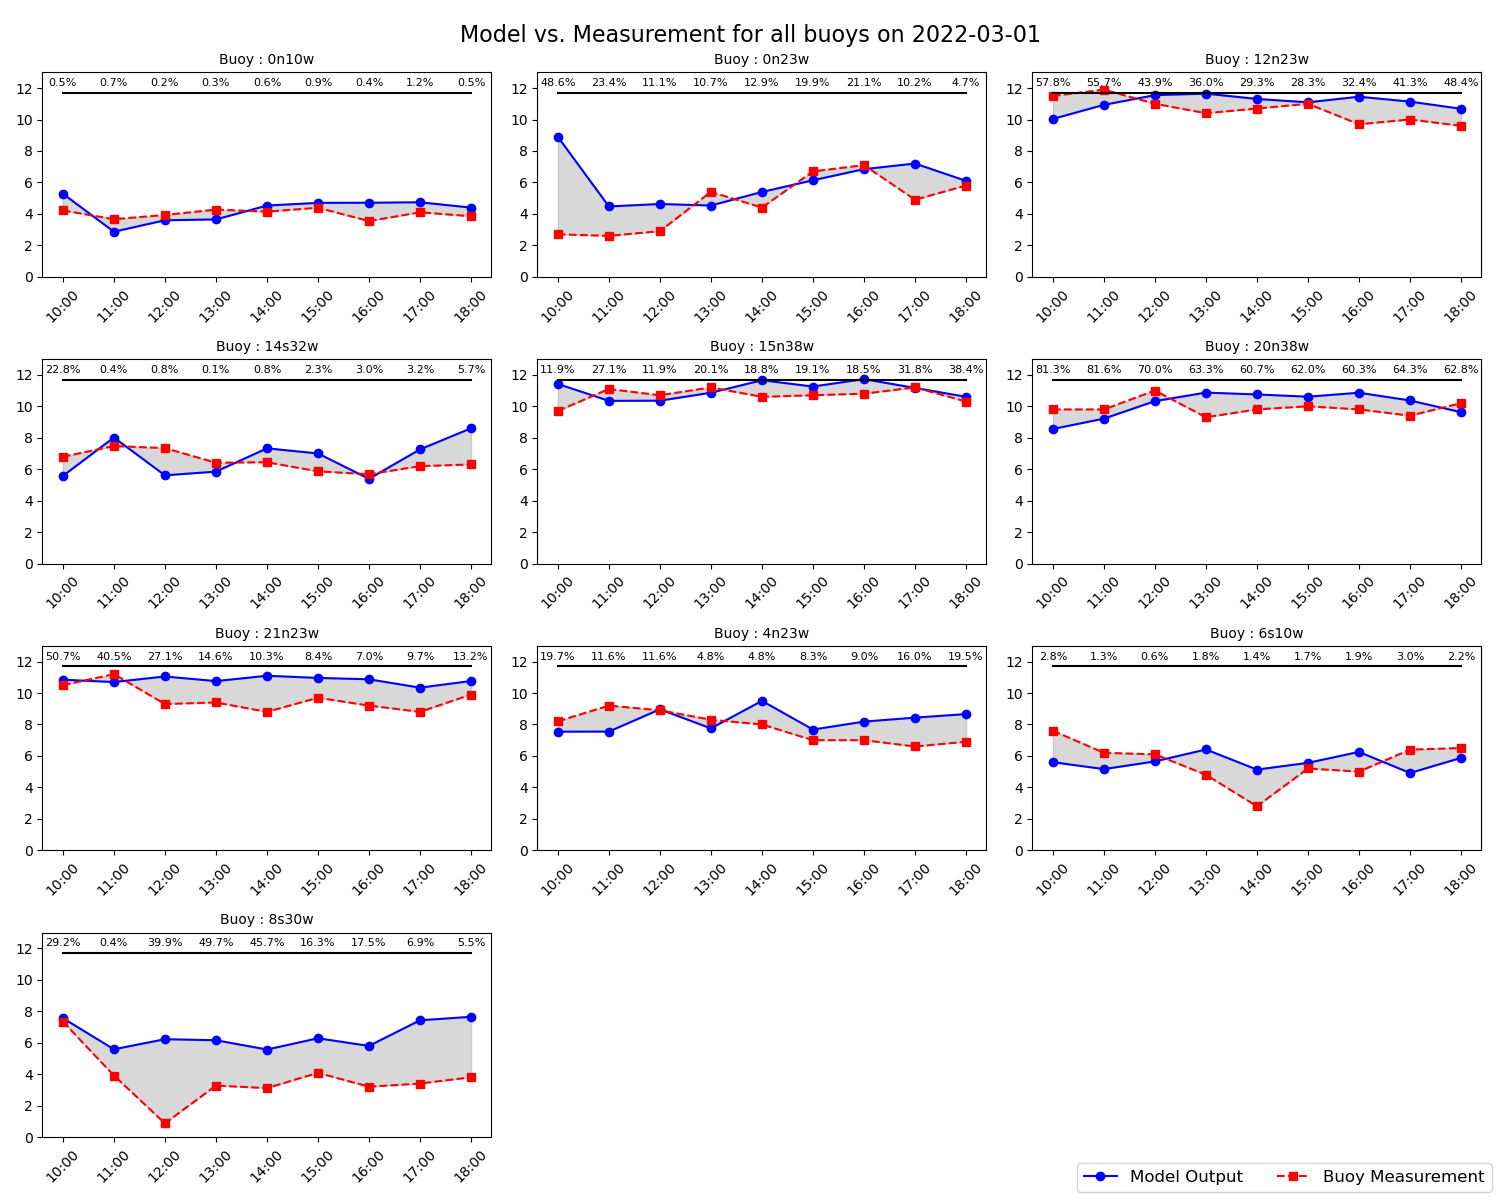 Model vs. Measurement for all buoys on 2022-03-01
Buoy : 0n10w
0.5% 0.7% 0.2% 0.3% 0.6% 0.9% 0.4% 1.2% 0.5%
12
10
8
6
4
2
0
10:00 11:00 12:00 13:00 14:00 15:00 16:00 17:00 18:00
Buoy : 0n23w
48.6% 23.4% 11.1% 10.7% 12.9% 19.9% 21.1% 10.2% 4.7%
12
10
8
6
4
2
0
10:00 11:00 12:00 13:00 14:00 15:00 16:00 17:00 18:00
Buoy : 12n23w
57.8% 55.7% 43.9% 36.0% 29.3% 28.3% 32.4% 41.3% 48.4%
12
10
8
6
4
2
0
10:00 11:00 12:00 13:00 14:00 15:00 16:00 17:00 18:00
Buoy : 14s32w
22.8% 0.4% 0.8% 0.1% 0.8% 2.3% 3.0% 3.2% 5.7%
12
10
8
6
4
2
0
10:00 11:00 12:00 13:00 14:00 15:00 16:00 17:00 18:00
Buoy : 15n38w
11.9% 27.1% 11.9% 20.1% 18.8% 19.1% 18.5% 31.8% 38.4%
12
10
8
6
4
2
0
10:00 11:00 12:00 13:00 14:00 15:00 16:00 17:00 18:00
Buoy : 20n38w
81.3% 81.6% 70.0% 63.3% 60.7% 62.0% 60.3% 64.3% 62.8%
12
10
8
6
4
2
0
10:00 11:00 12:00 13:00 14:00 15:00 16:00 17:00 18:00
Buoy : 21n23w
50.7% 40.5% 27.1% 14.6% 10.3% 8.4% 7.0% 9.7% 13.2%
12
10
8
6
4
2
0
10:00 11:00 12:00 13:00 14:00 15:00 16:00 17:00 18:00
Buoy : 4n23w
19.7% 11.6% 11.6% 4.8% 4.8% 8.3% 9.0% 16.0% 19.5%
12
10
8
6
4
2
0
10:00 11:00 12:00 13:00 14:00 15:00 16:00 17:00 18:00
Buoy : 6s10w
2.8% 1.3% 0.6% 1.8% 1.4% 1.7% 1.9% 3.0% 2.2%
12
10
8
6
4
2
0
10:00 11:00 12:00 13:00 14:00 15:00 16:00 17:00 18:00
Buoy : 8s30w
29.2% 0.4% 39.9% 49.7% 45.7% 16.3% 17.5% 6.9% 5.5%
12
10
8
6
4
2
0
10:00 11:00 12:00 13:00 14:00 15:00 16:00 17:00 18:00
Model Output Buoy Measurement